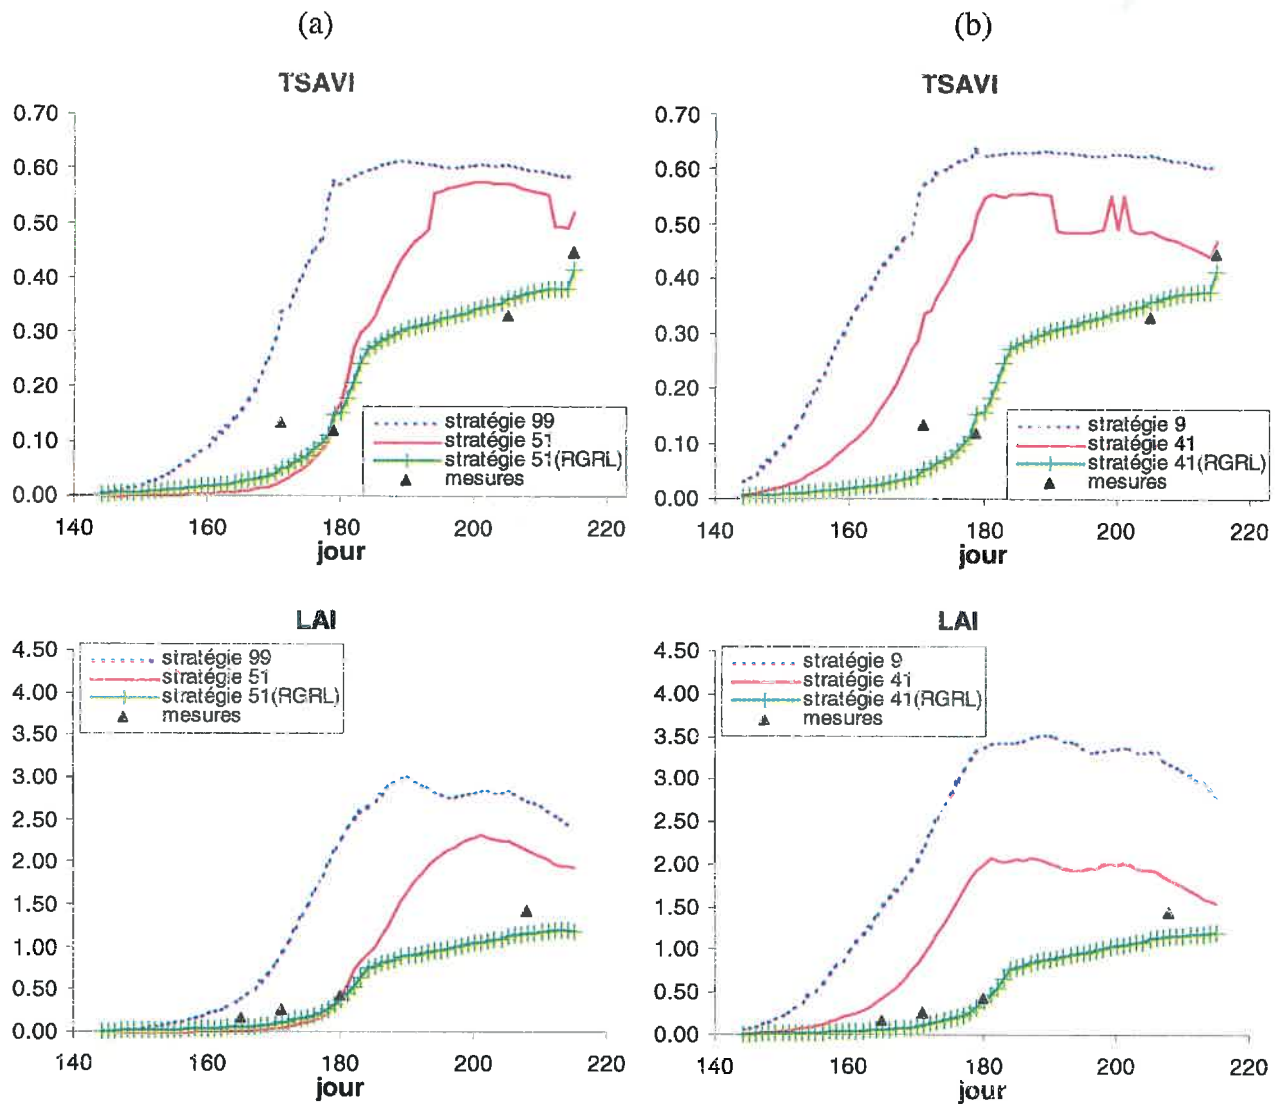 (a)
TSAVI
0.70
0.60
0.50
0.40
0.30
0.20
0.10
0.00
140 160 180 200 220
jour
stratégie 99
stratégie 51
stratégie 51(RGRL)
mesures
(b)
TSAVI
0.70
0.60
0.50
0.40
0.30
0.20
0.10
0.00
140 160 180 200 220
jour
stratégie 9
stratégie 41
stratégie 41(RGRL)
mesures
LAI
4.50
4.00
3.50
3.00
2.50
2.00
1.50
1.00
0.50
0.00
140 160 180 200 220
jour
stratégie 99
stratégie 51
stratégie 51(RGRL)
mesures
LAI
4.50
4.00
3.50
3.00
2.50
2.00
1.50
1.00
0.50
0.00
140 160 180 200 220
jour
stratégie 9
stratégie 41
stratégie 41(RGRL)
mesures